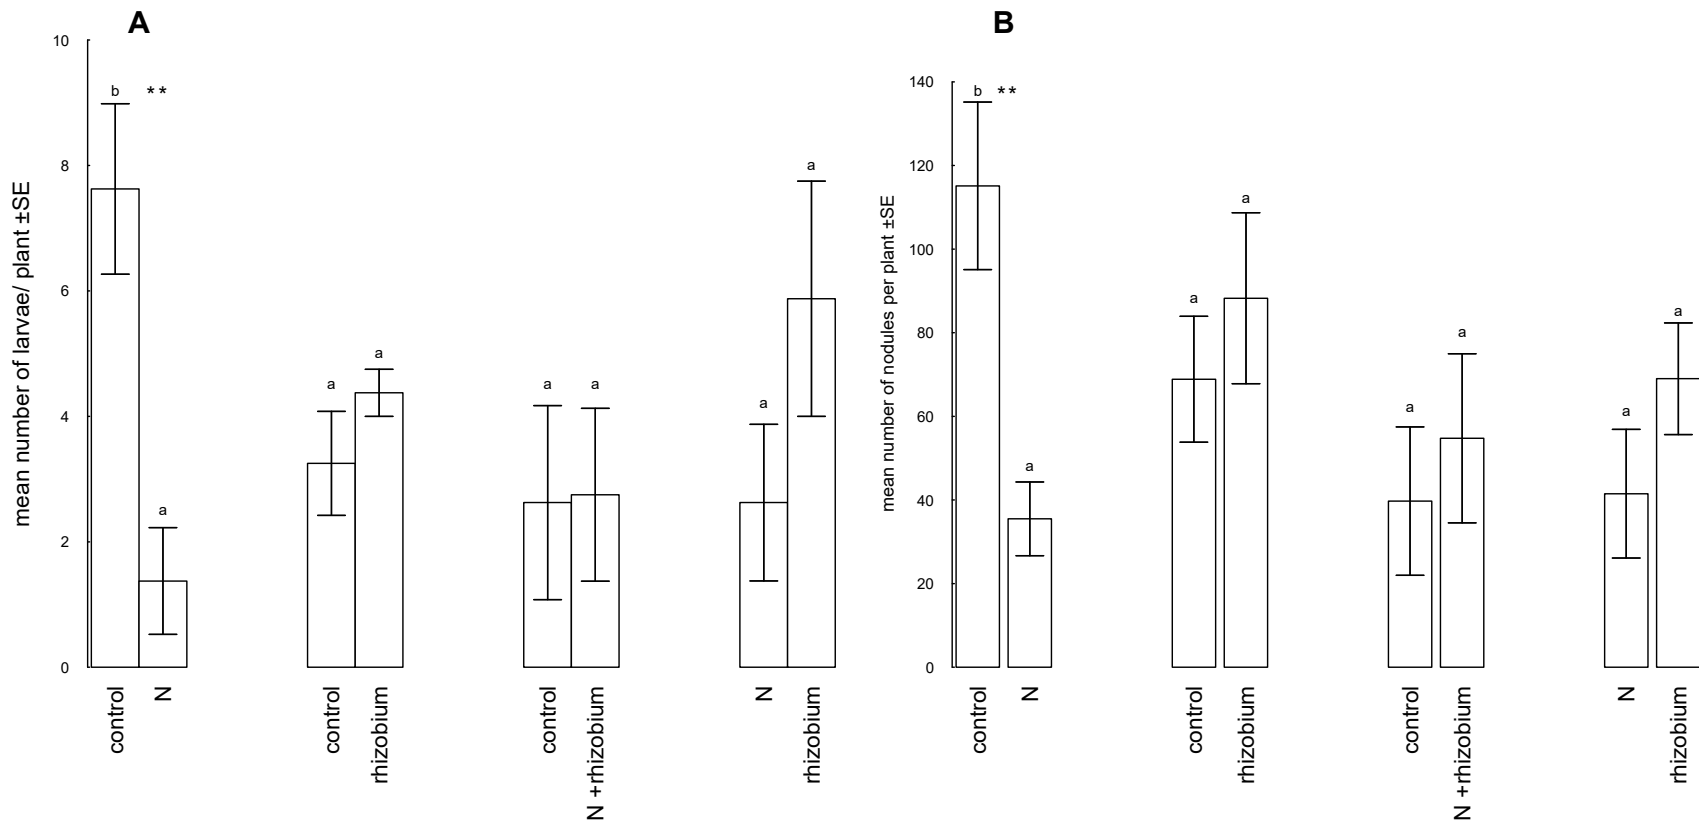 A
mean number of larvae/ plant ±SE
10
8
6
4
2
0
b
**
a
a
a
a
a
a
a
control
N
control
rhizobium
control
N +rhizobium
N
rhizobium
B
mean number of nodules per plant ±SE
140
120
100
80
60
40
20
0
b
**
a
a
a
a
a
a
a
control
N
control
rhizobium
control
N +rhizobium
N
rhizobium